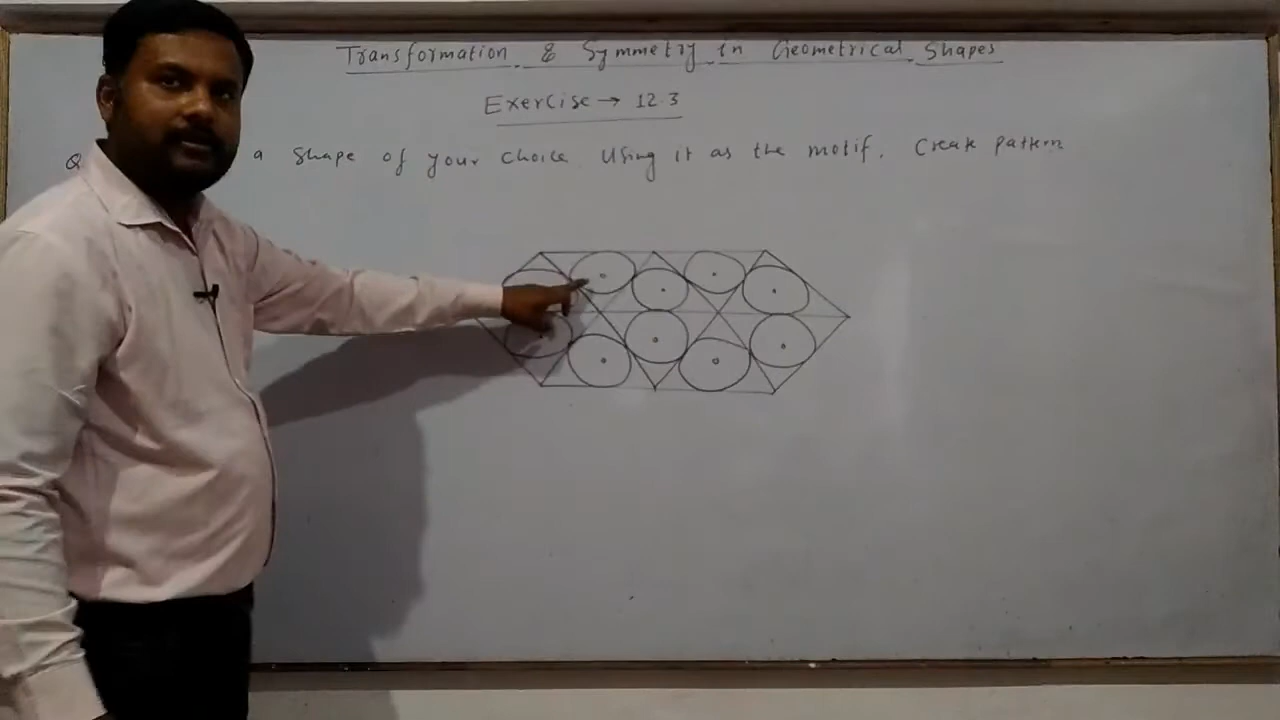 Transformation & Symmetry in Geometrical Shapes
Exercise → 12.3
Q a shape of your choice. Using it as the motif. Create pattern